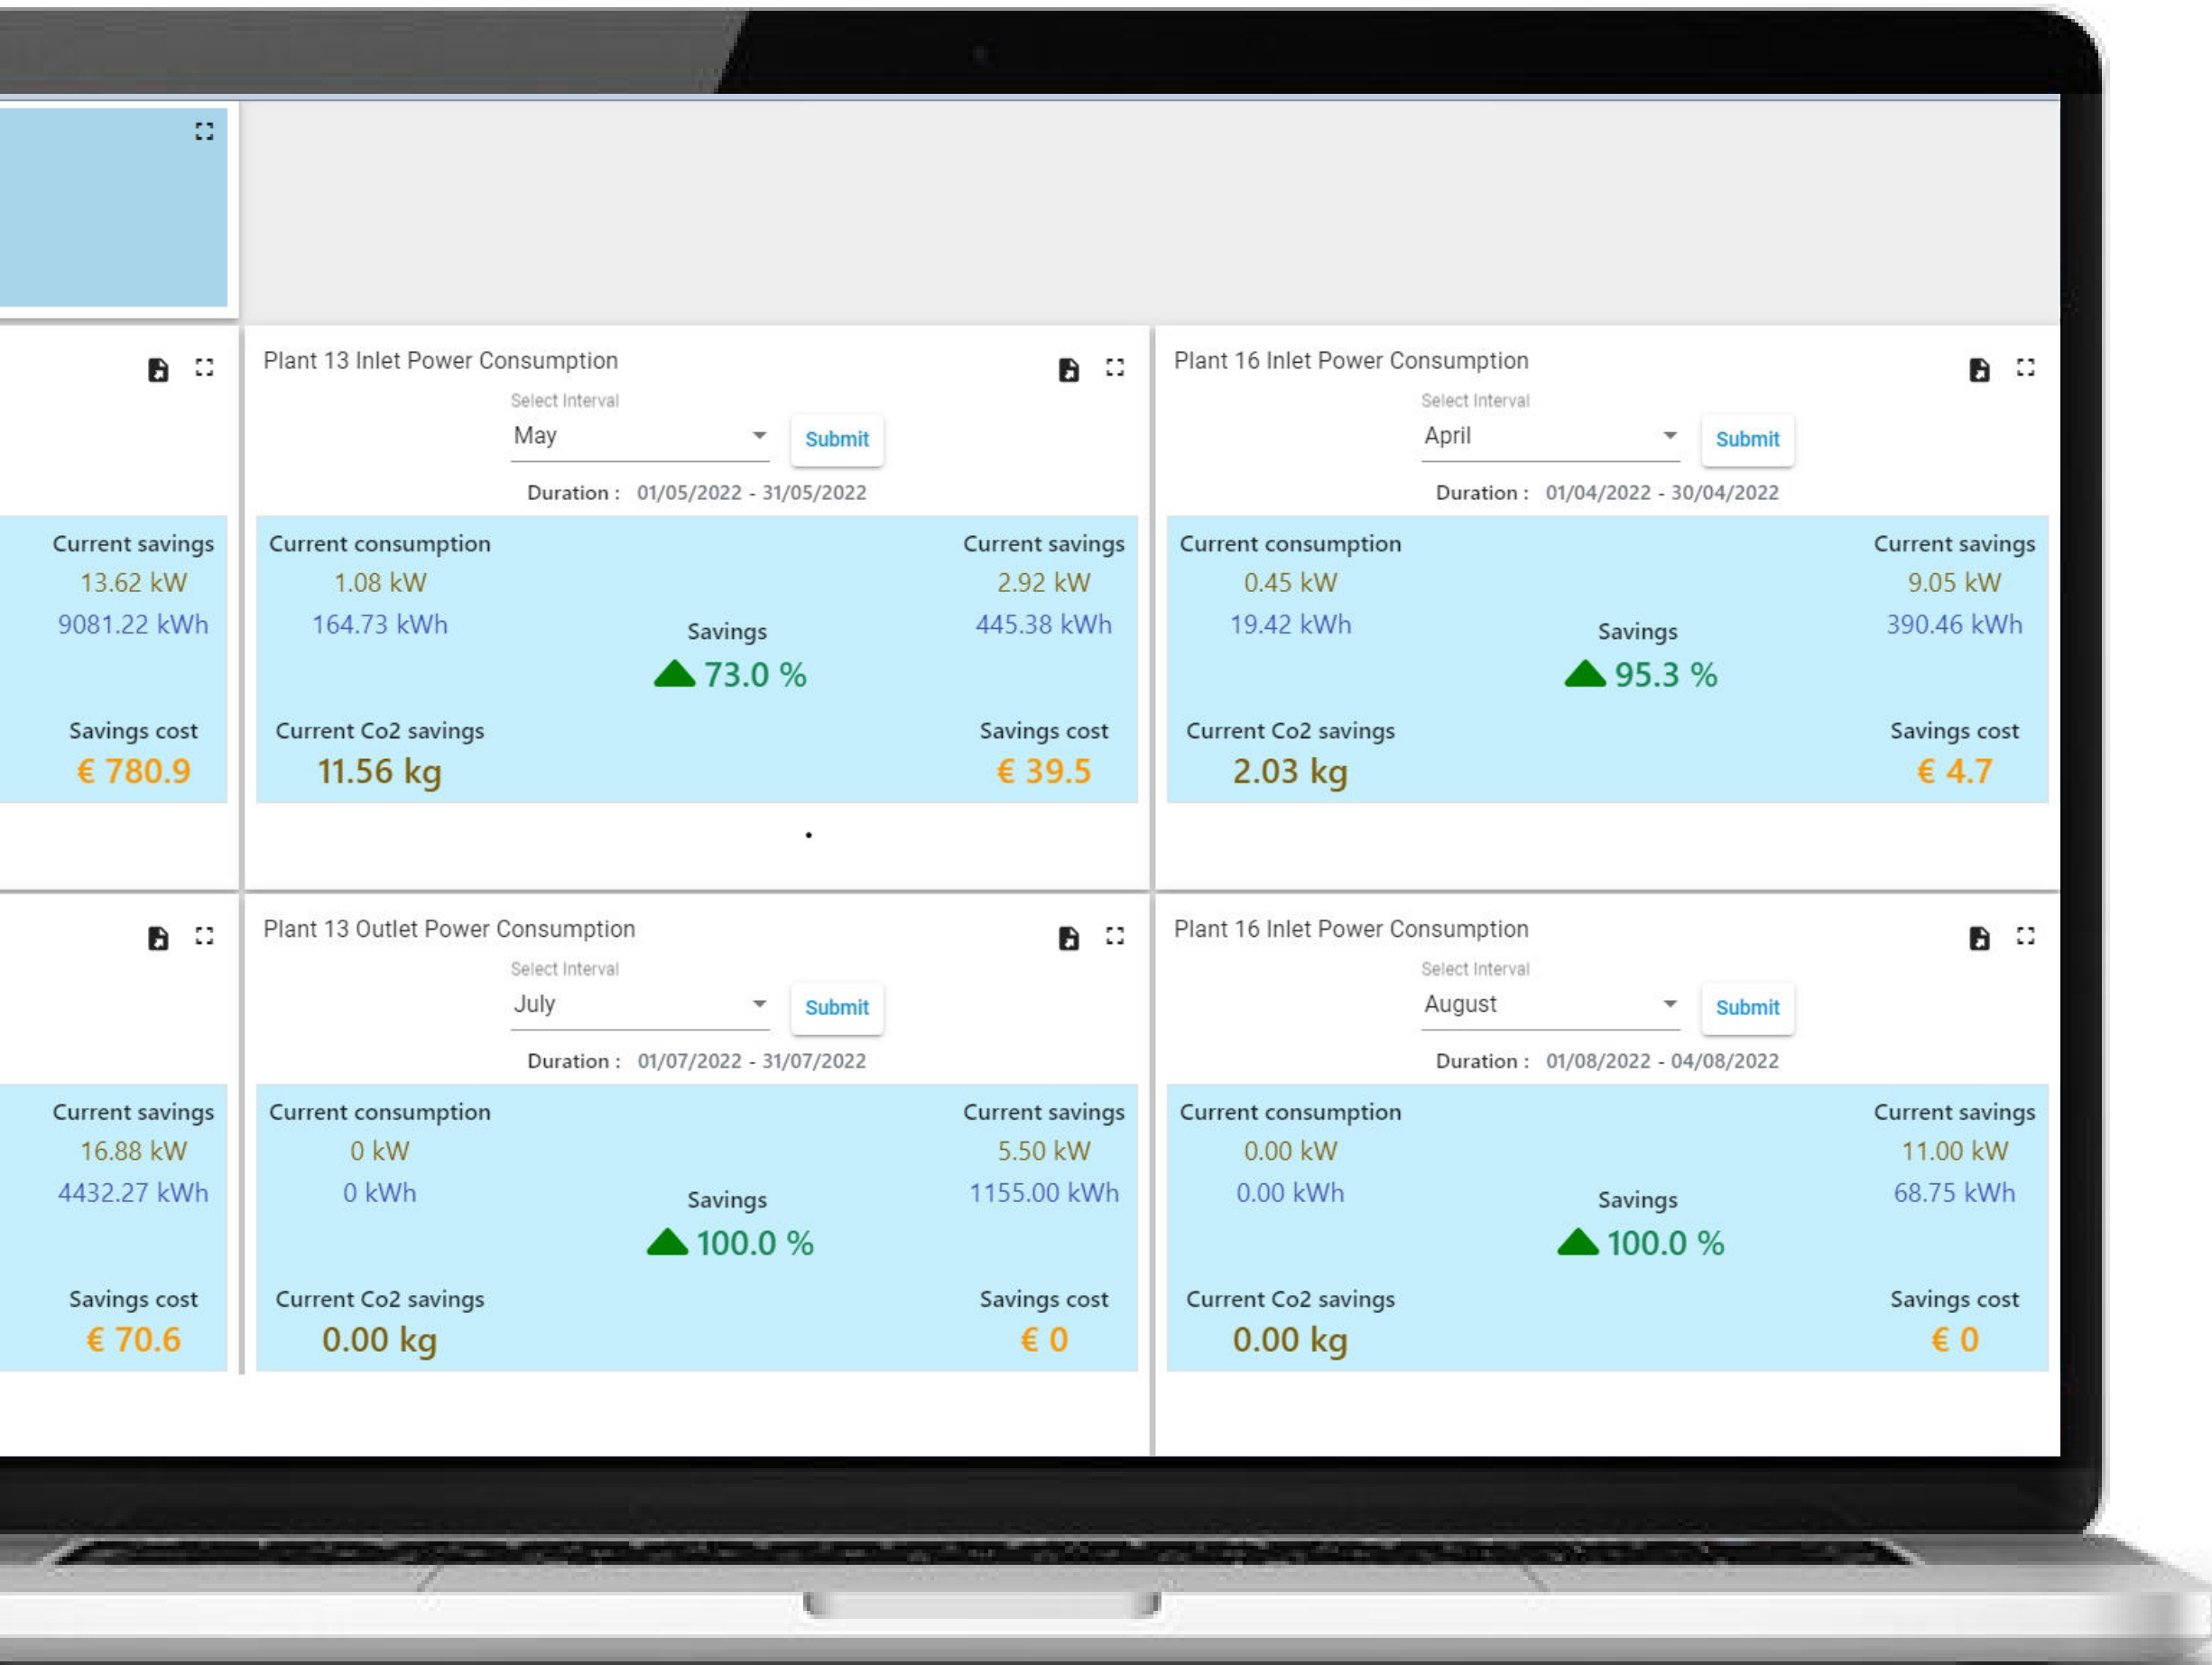 Current savings
13.62 kW
9081.22 kWh
Savings cost
€ 780.9
Plant 13 Inlet Power Consumption
Select Interval
May
Submit
Duration : 01/05/2022 - 31/05/2022
Current consumption
1.08 kW
164.73 kWh
Current savings
2.92 kW
445.38 kWh
Savings
73.0 %
Current Co2 savings
11.56 kg
Savings cost
€ 39.5
Plant 16 Inlet Power Consumption
Select Interval
April
Submit
Duration : 01/04/2022 - 30/04/2022
Current consumption
0.45 kW
19.42 kWh
Current savings
9.05 kW
390.46 kWh
Savings
95.3 %
Current Co2 savings
2.03 kg
Savings cost
€ 4.7
Current savings
16.88 kW
4432.27 kWh
Savings cost
€ 70.6
Plant 13 Outlet Power Consumption
Select Interval
July
Submit
Duration : 01/07/2022 - 31/07/2022
Current consumption
0 kW
0 kWh
Current savings
5.50 kW
1155.00 kWh
Savings
100.0 %
Current Co2 savings
0.00 kg
Savings cost
€ 0
Plant 16 Inlet Power Consumption
Select Interval
August
Submit
Duration : 01/08/2022 - 04/08/2022
Current consumption
0.00 kW
0.00 kWh
Current savings
11.00 kW
68.75 kWh
Savings
100.0 %
Current Co2 savings
0.00 kg
Savings cost
€ 0